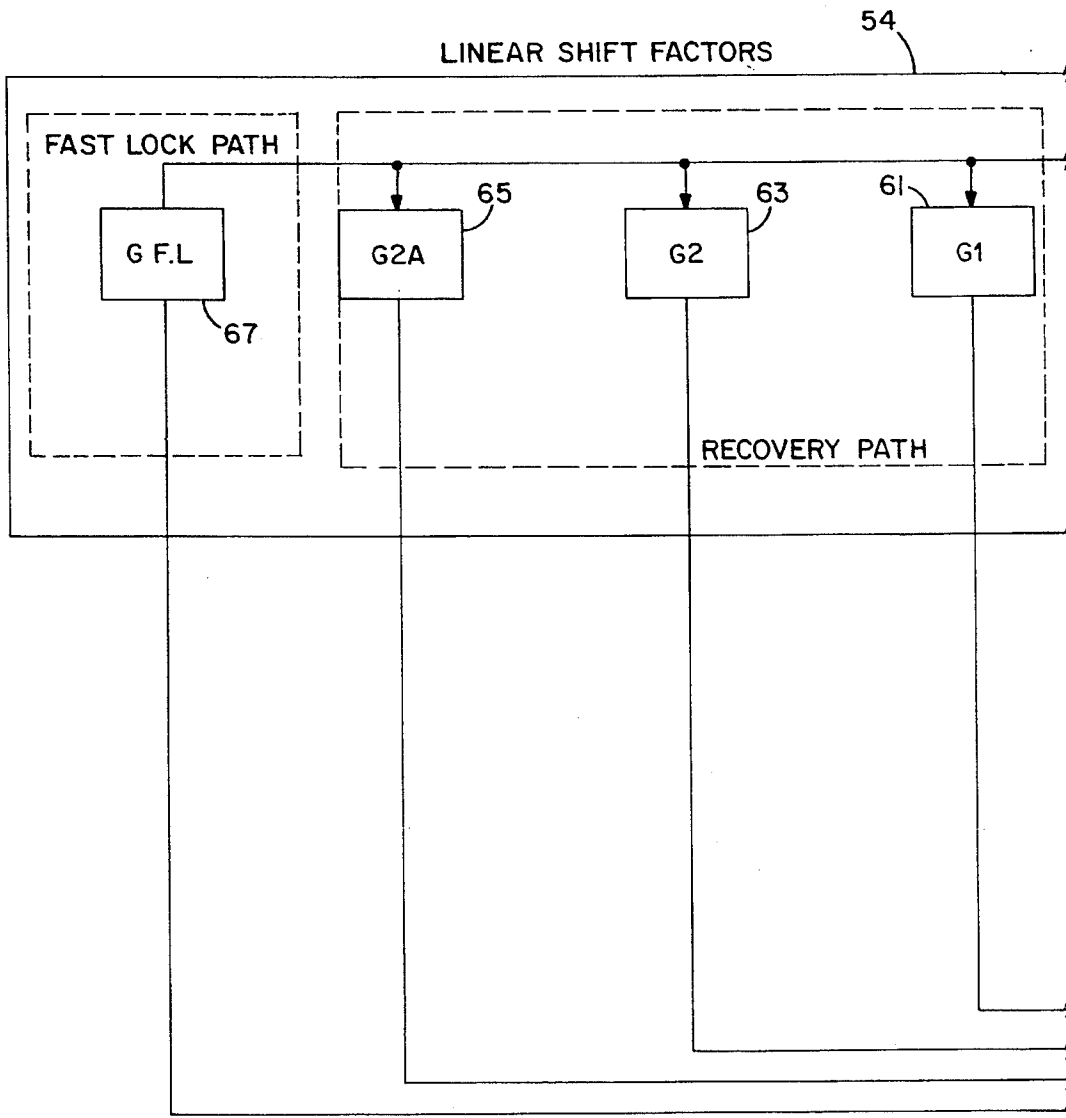 54
LINEAR SHIFT FACTORS
FAST LOCK PATH
65
63
61
G F.L
G2A
G2
G1
67
RECOVERY PATH